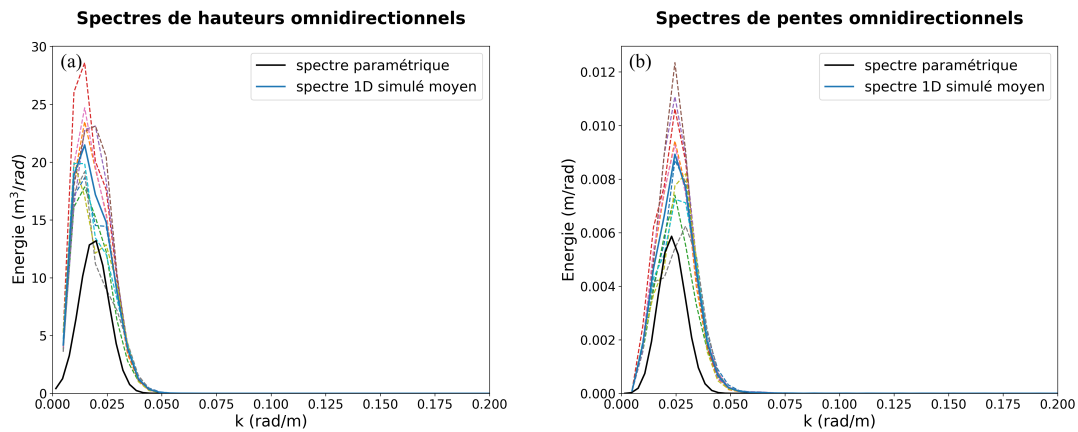 Spectres de hauteurs omnidirectionnels
(a)
spectre paramétrique
spectre 1D simulé moyen
Energie (m³/rad)
30
25
20
15
10
5
0
0.000 0.025 0.050 0.075 0.100 0.125 0.150 0.175 0.200
k (rad/m)
Spectres de pentes omnidirectionnels
(b)
spectre paramétrique
spectre 1D simulé moyen
Energie (m/rad)
0.012
0.010
0.008
0.006
0.004
0.002
0.000
0.000 0.025 0.050 0.075 0.100 0.125 0.150 0.175 0.200
k (rad/m)